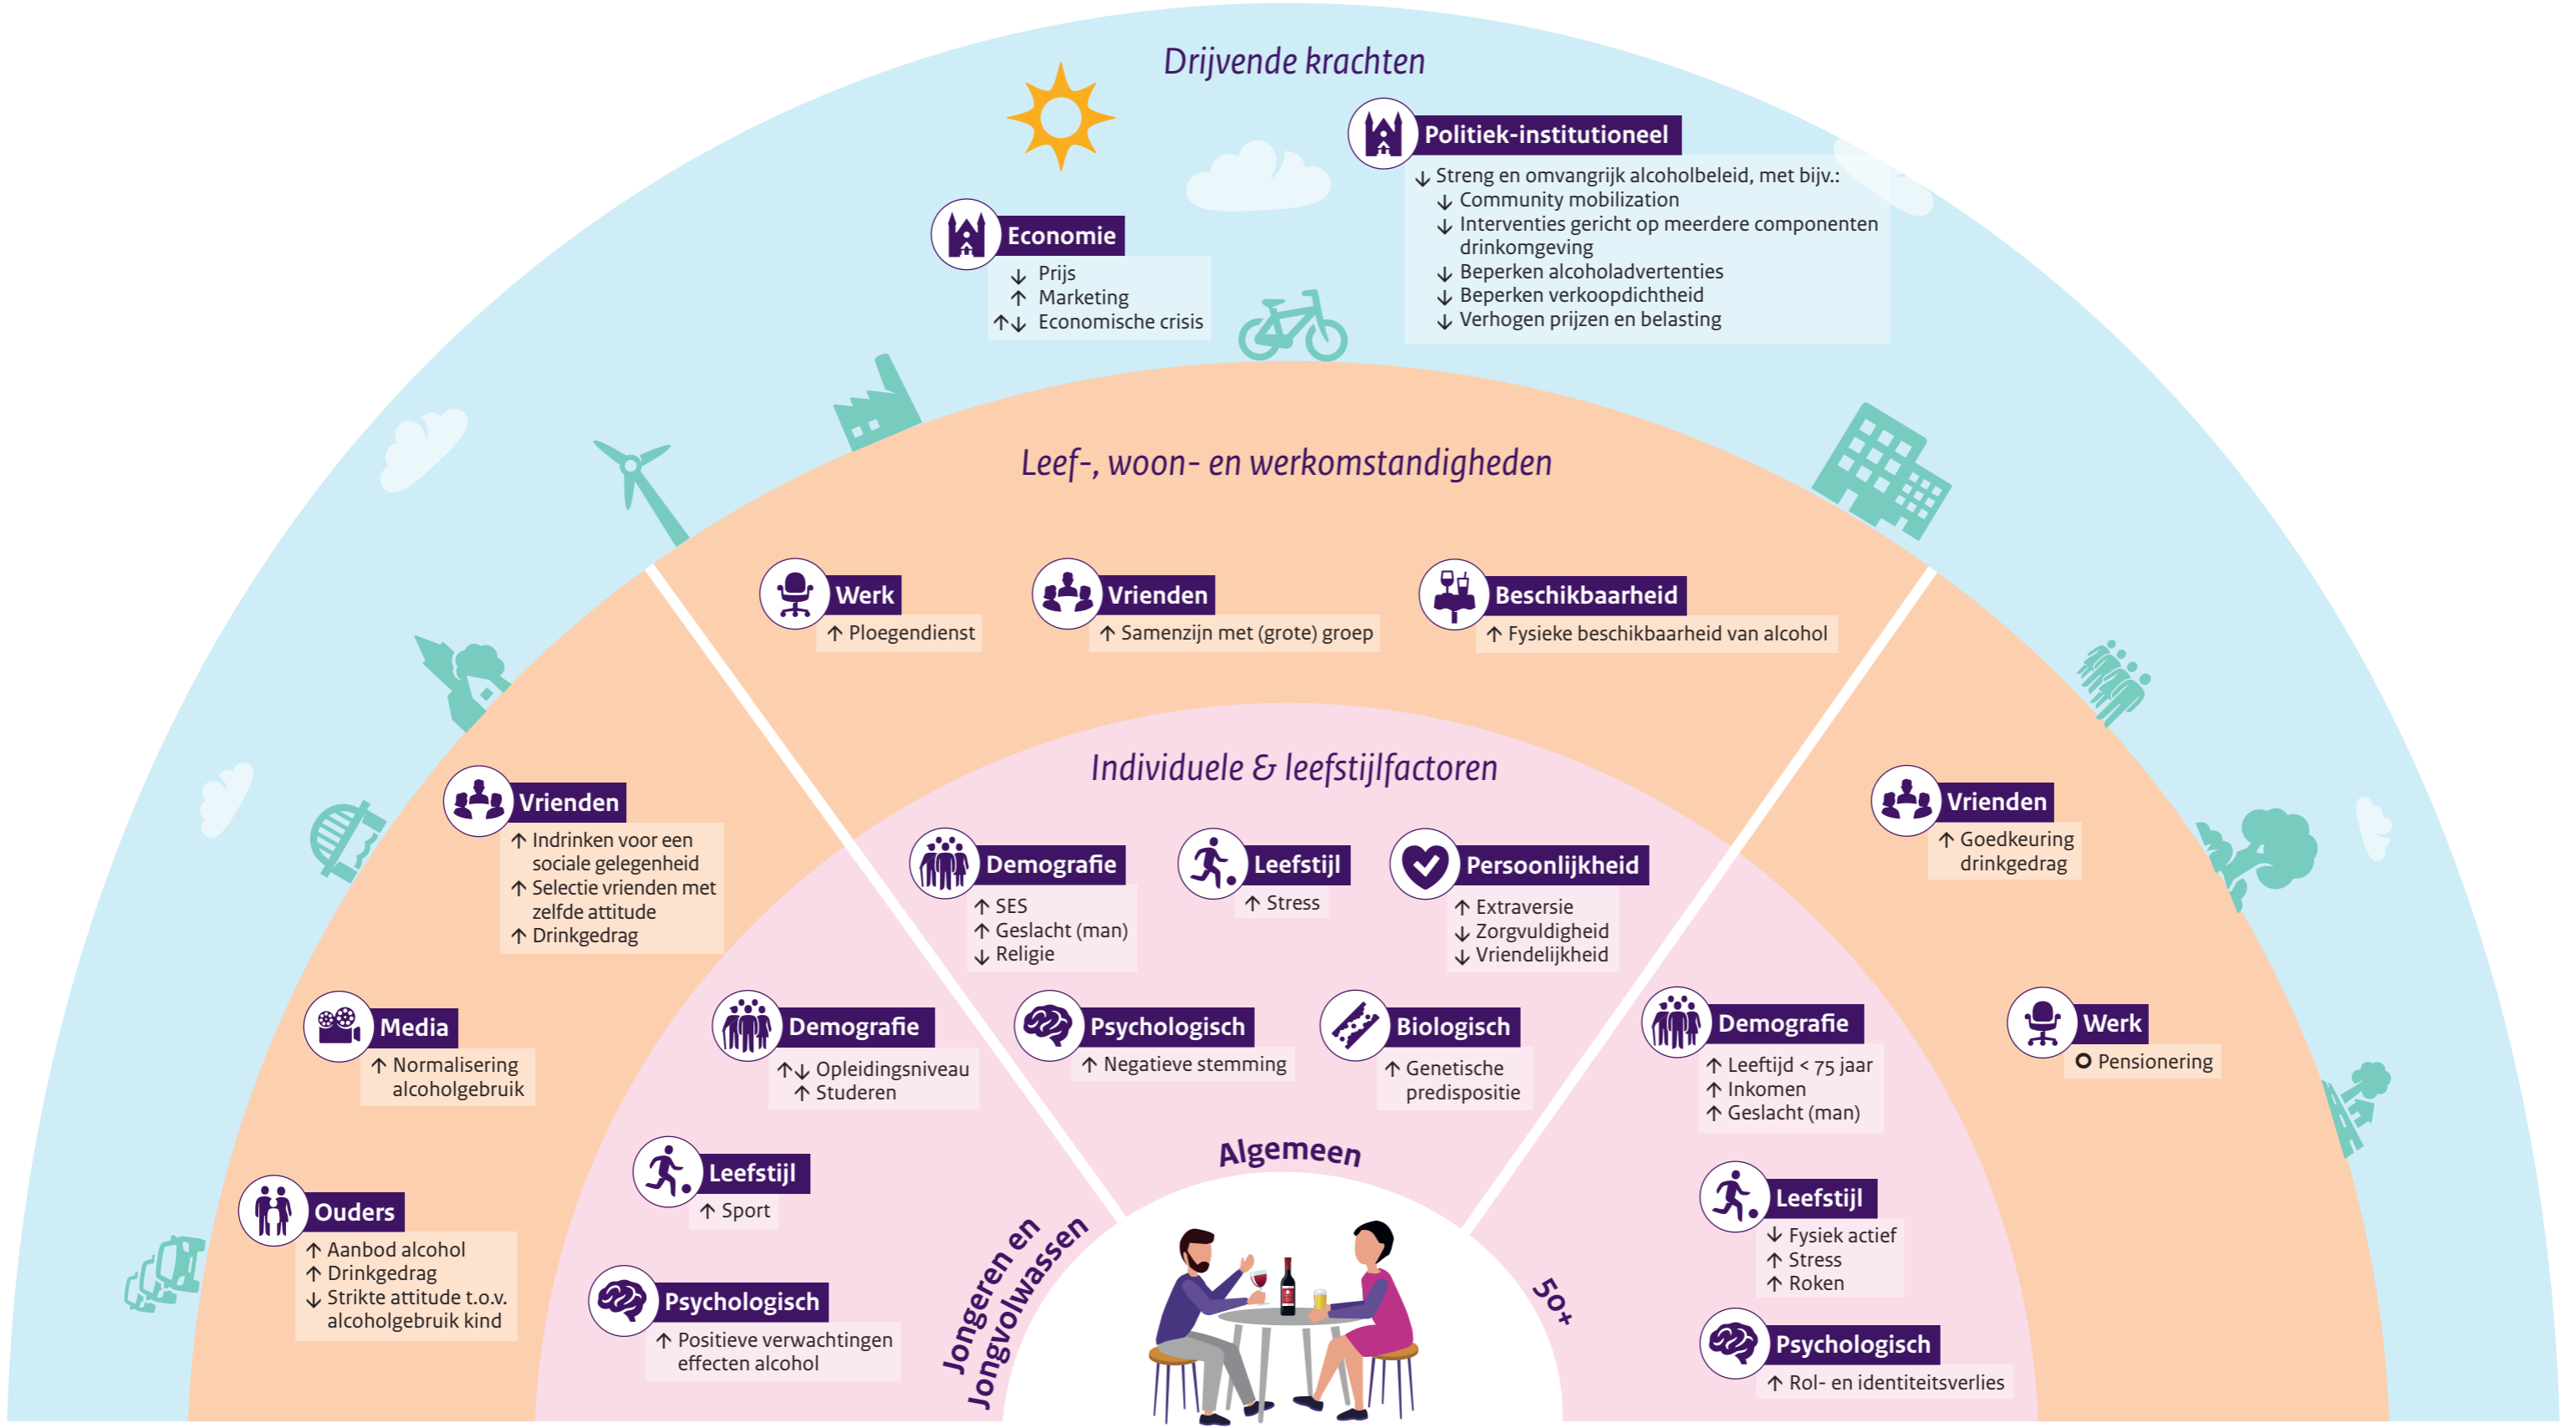 Drijvende krachten
Politiek-institutioneel
↓ Streng en omvangrijk alcoholbeleid, met bijv.:
↓ Community mobilization
↓ Interventies gericht op meerdere componenten
drinkomgeving
↓ Beperken alcoholadvertenties
↓ Beperken verkoopdichtheid
↓ Verhogen prijzen en belasting
Economie
↓ Prijs
↑ Marketing
↑↓ Economische crisis
Leef-, woon- en werkomstandigheden
Werk
↑ Ploegendienst
Vrienden
↑ Samenzijn met (grote) groep
Beschikbaarheid
↑ Fysieke beschikbaarheid van alcohol
Vrienden
↑ Indrinken voor een
sociale gelegenheid
↑ Selectie vrienden met
zelfde attitude
↑ Drinkgedrag
Media
↑ Normalisering
alcoholgebruik
Ouders
↑ Aanbod alcohol
↑ Drinkgedrag
↓ Strikte attitude t.o.v.
alcoholgebruik kind
Vrienden
↑ Goedkeuring
drinkgedrag
Werk
O Pensionering
Individuele & leefstijlfactoren
Demografie
↑ SES
↑ Geslacht (man)
↓ Religie
Leefstijl
↑ Stress
Persoonlijkheid
↑ Extraversie
↓ Zorgvuldigheid
↓ Vriendelijkheid
Psychologisch
↑ Negatieve stemming
Biologisch
↑ Genetische
predispositie
Algemeen
Demografie
↑↓ Opleidingsniveau
↑ Studeren
Leefstijl
↑ Sport
Psychologisch
↑ Positieve verwachtingen
effecten alcohol
Jongeren en
Jongvolwassen
Demografie
↑ Leeftijd < 75 jaar
↑ Inkomen
↑ Geslacht (man)
Leefstijl
↓ Fysiek actief
↑ Stress
↑ Roken
Psychologisch
↑ Rol- en identiteitsverlies
50+